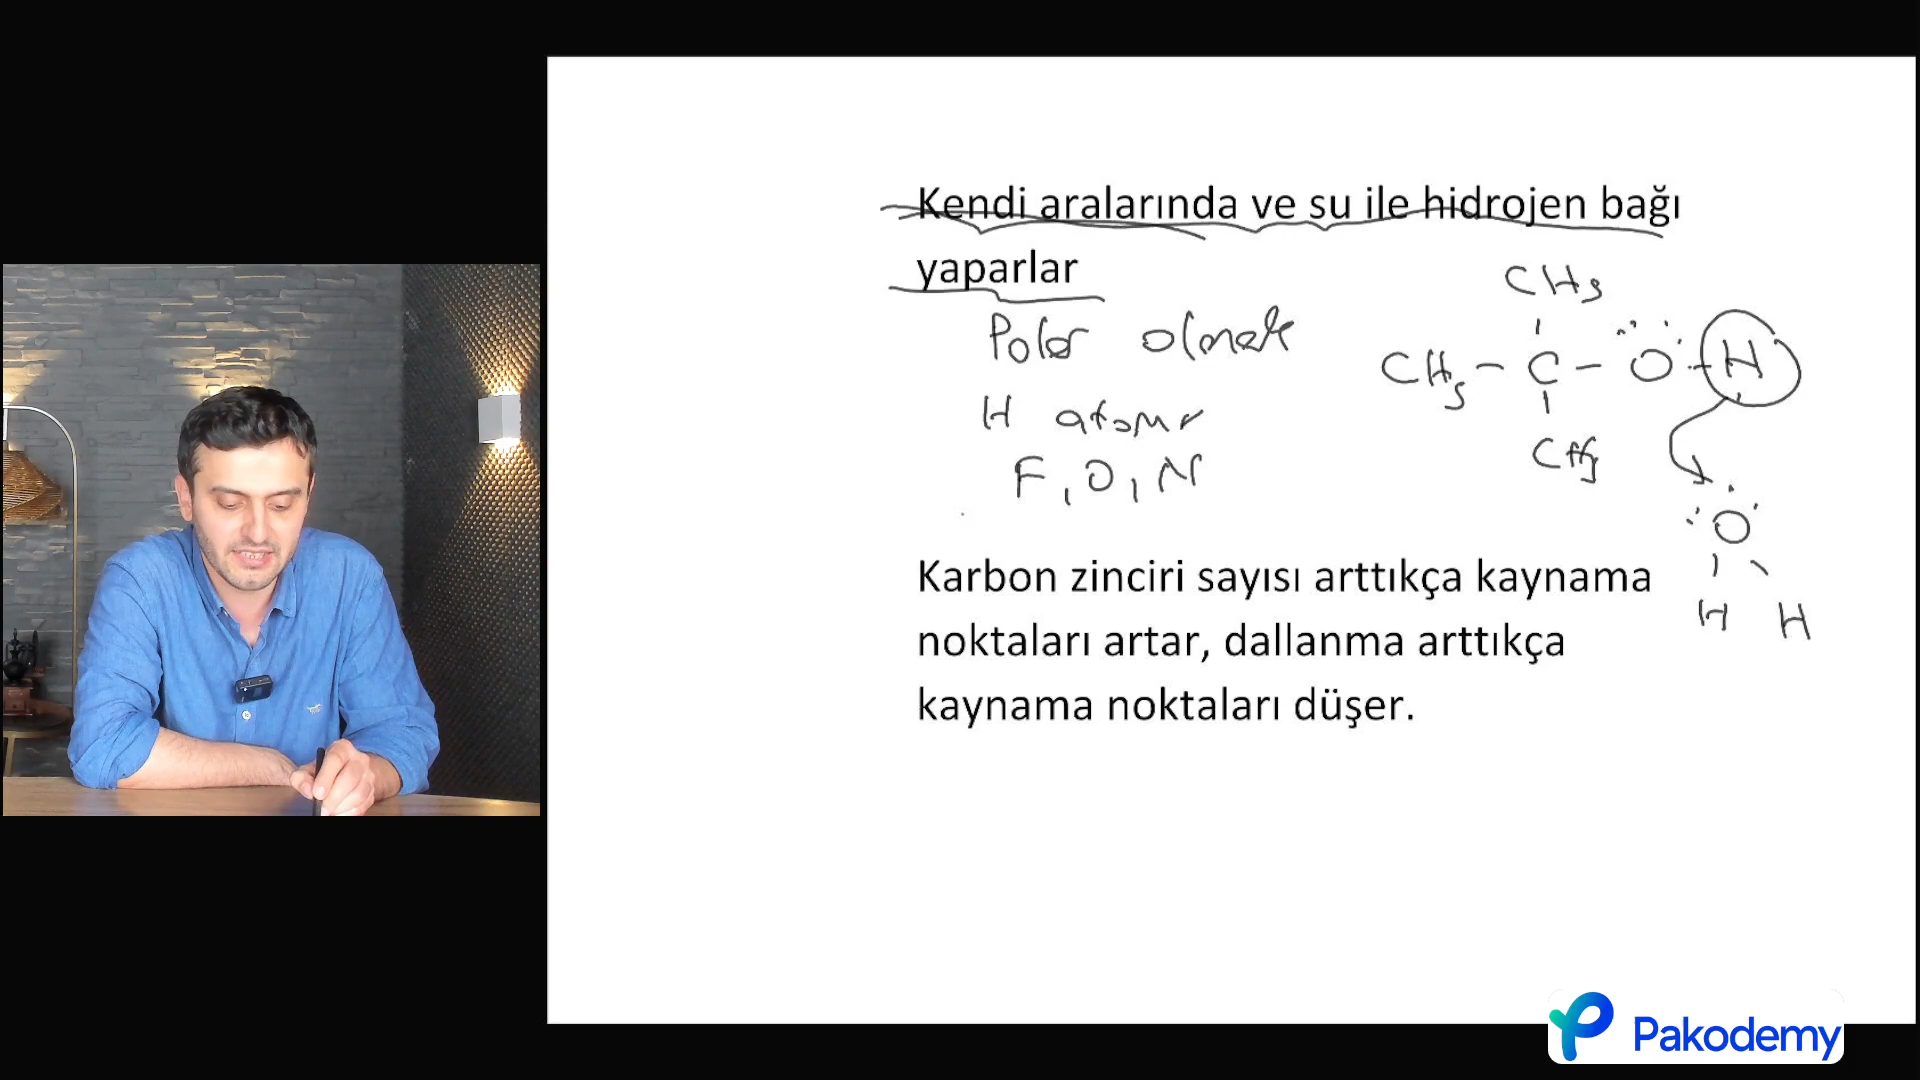 Kendi aralarında ve su ile hidrojen bağı
yaparlar
Polar olmak
H atomu
F, O, N
CH3
CH3 - C - O - H
CH3
O
H H
Karbon zinciri sayısı arttıkça kaynama
noktaları artar, dallanma arttıkça
kaynama noktaları düşer.
Pakodemy